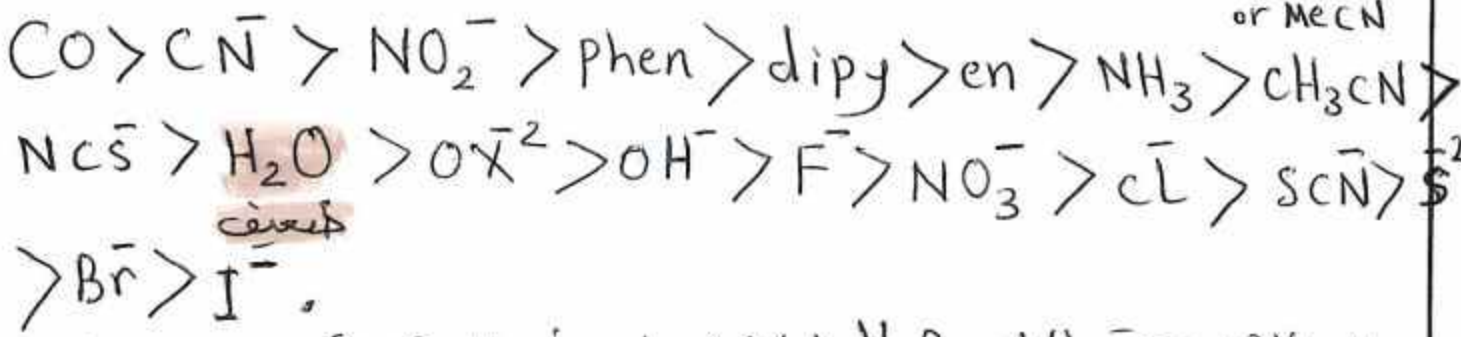 or MeCN
CO > CN⁻ > NO₂⁻ > phen > dipy > en > NH₃ > CH₃CN >
NCS⁻ > H₂O > OX⁻² > OH⁻ > F⁻ > NO₃⁻ > Cl⁻ > SCN⁻ > S⁻²
> Br⁻ > I⁻ .